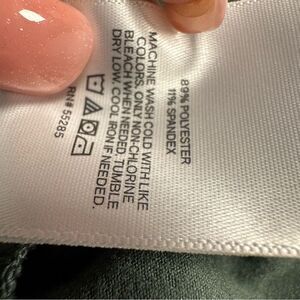 89% POLYESTER
11% SPANDEX
MACHINE WASH COLD WITH LIKE
COLORS. ONLY NON-CHLORINE
BLEACH WHEN NEEDED. TUMBLE
DRY LOW. COOL IRON IF NEEDED.
RN# 55285